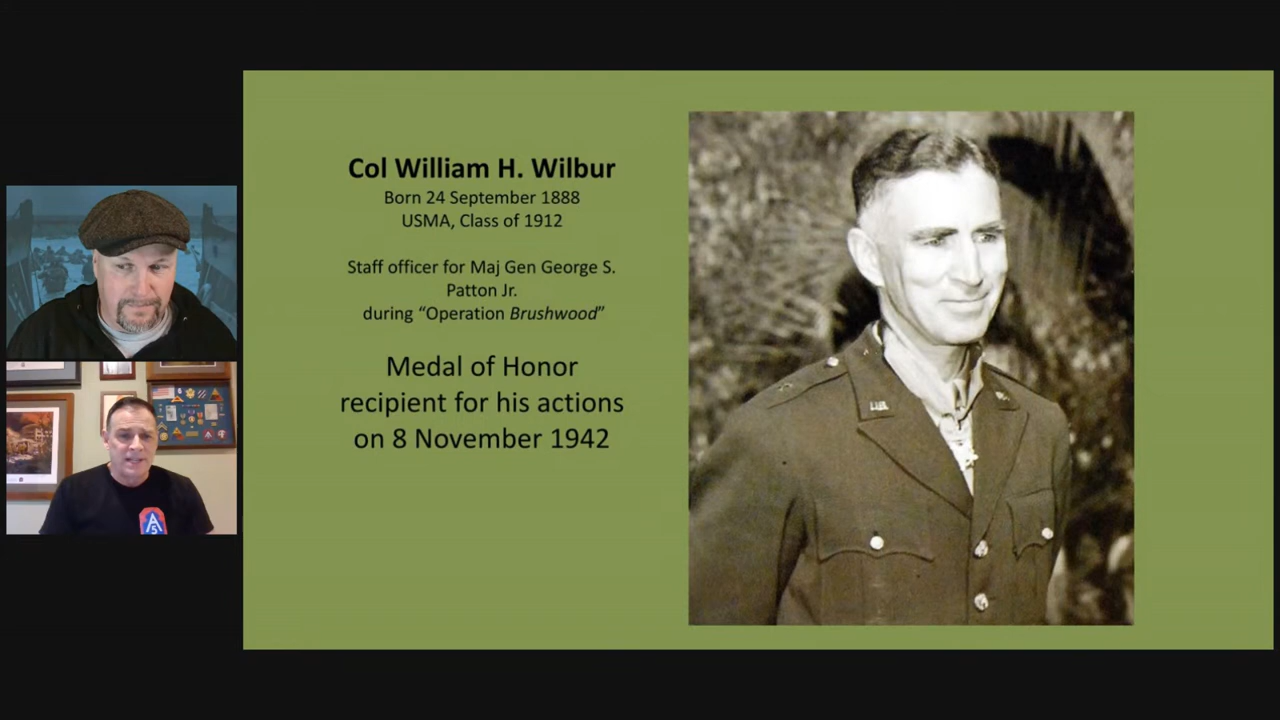 Col William H. Wilbur
Born 24 September 1888
USMA, Class of 1912
Staff officer for Maj Gen George S.
Patton Jr.
during “Operation Brushwood”
Medal of Honor
recipient for his actions
on 8 November 1942
U.S.
A
5